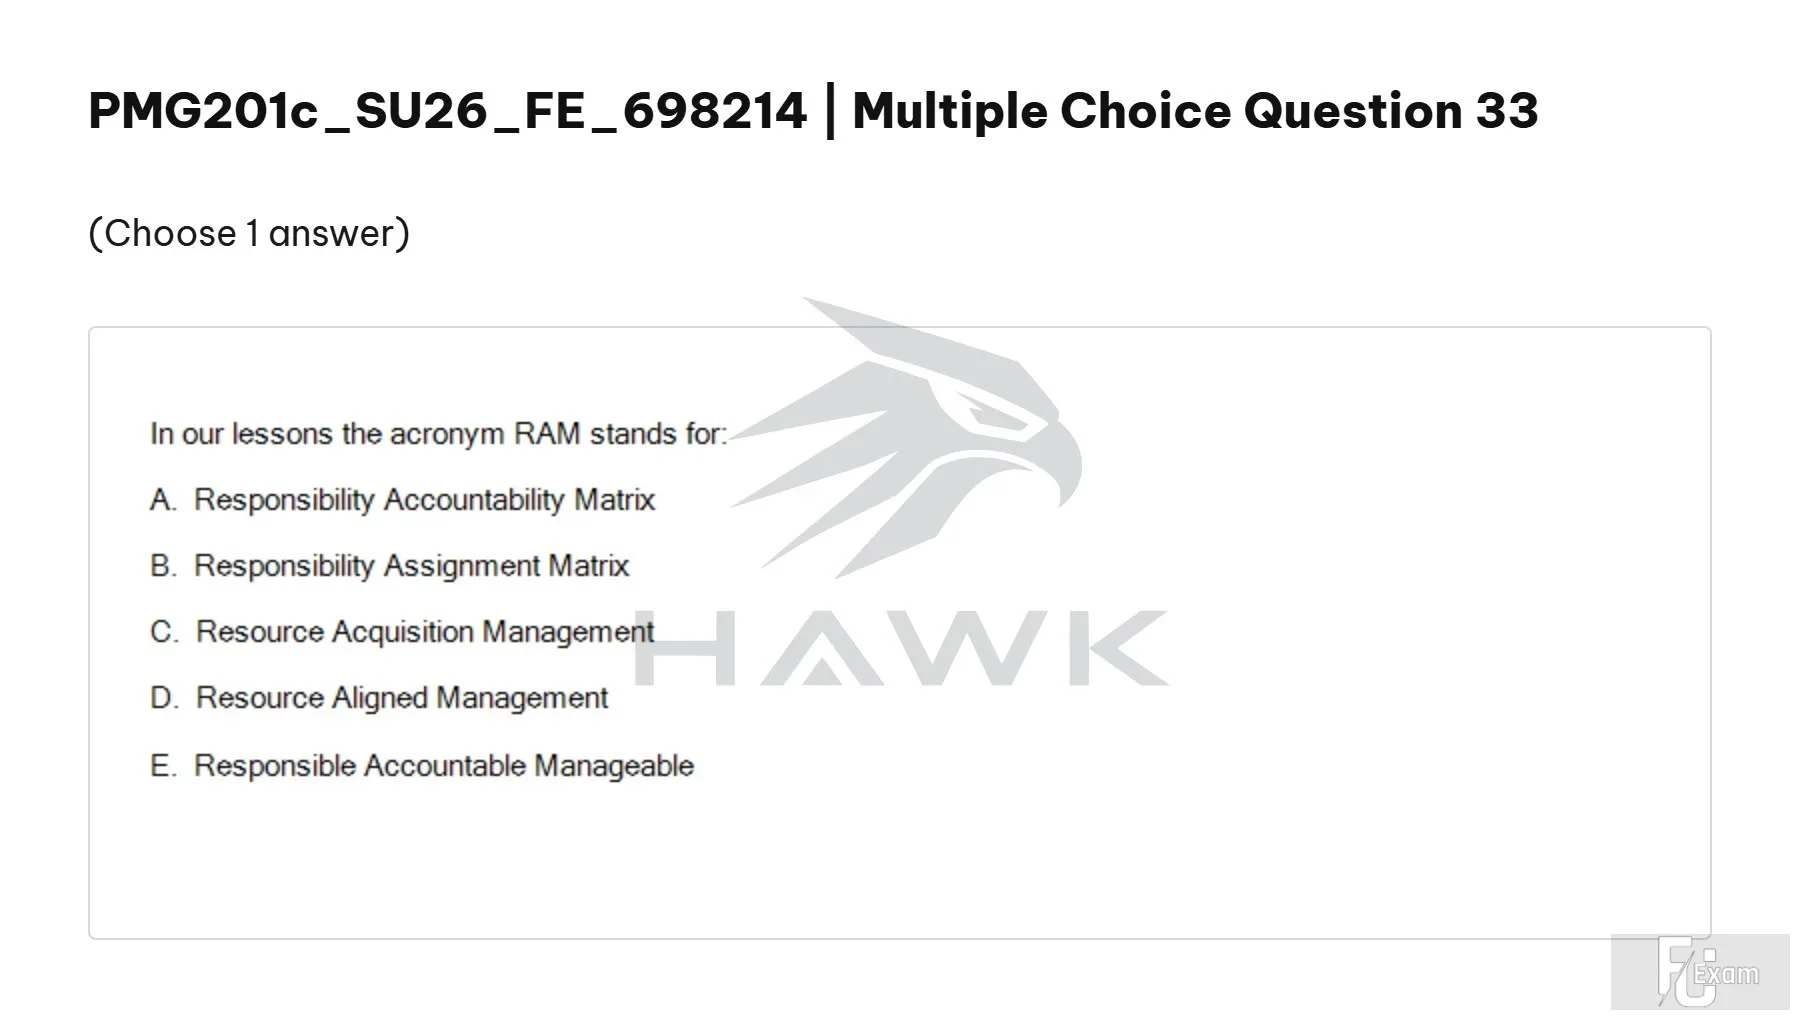 PMG201c_SU26_FE_698214 | Multiple Choice Question 33
(Choose 1 answer)
In our lessons the acronym RAM stands for:
A. Responsibility Accountability Matrix
B. Responsibility Assignment Matrix
C. Resource Acquisition Management
D. Resource Aligned Management
E. Responsible Accountable Manageable
HAWK
FU Exam